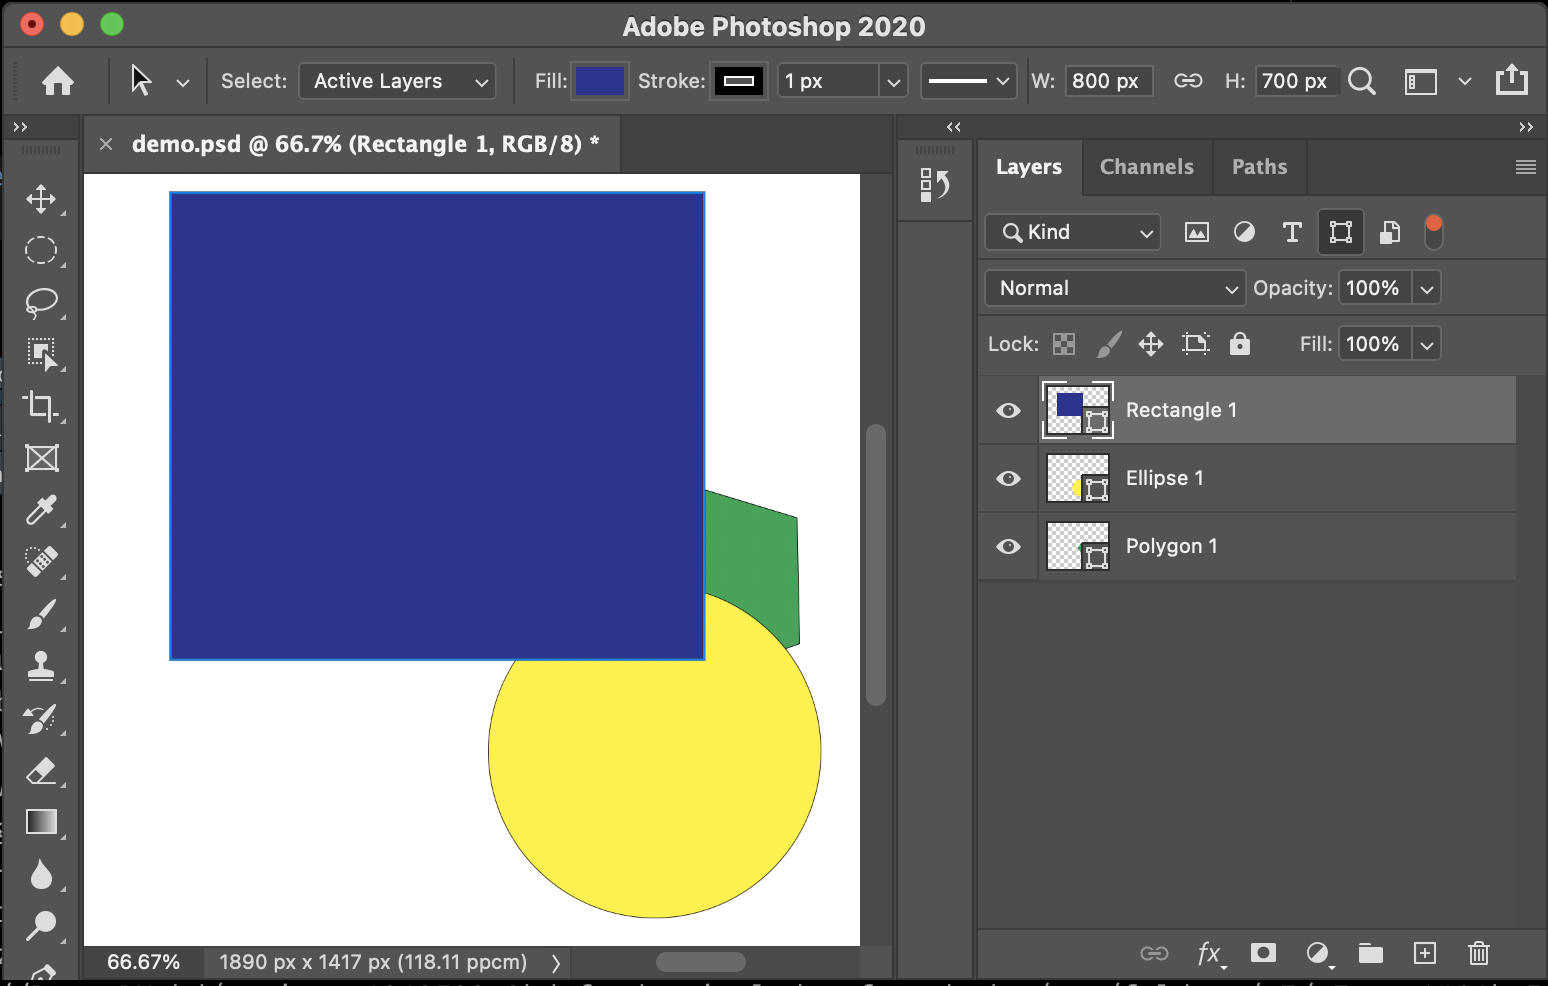 Adobe Photoshop 2020
Select: Active Layers Fill: Stroke: 1 px W: 800 px H: 700 px
demo.psd @ 66.7% (Rectangle 1, RGB/8) *
Layers Channels Paths
Kind
Normal Opacity: 100%
Lock: Fill: 100%
Rectangle 1
Ellipse 1
Polygon 1
fx
66.67% 1890 px x 1417 px (118.11 ppcm)